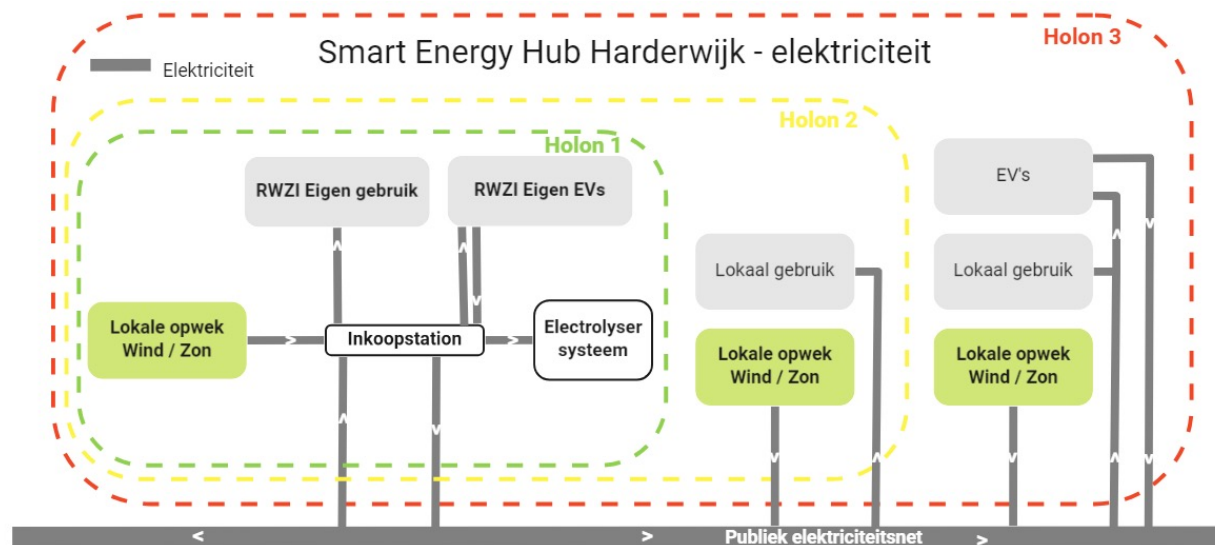 Smart Energy Hub Harderwijk - elektriciteit
Elektriciteit
Holon 3
Holon 2
Holon 1
RWZI Eigen gebruik
RWZI Eigen EVs
EV's
Lokaal gebruik
Lokaal gebruik
Lokale opwek
Wind / Zon
Inkoopstation
Electrolyser
systeem
Lokale opwek
Wind / Zon
Lokale opwek
Wind / Zon
Publiek elektriciteitsnet